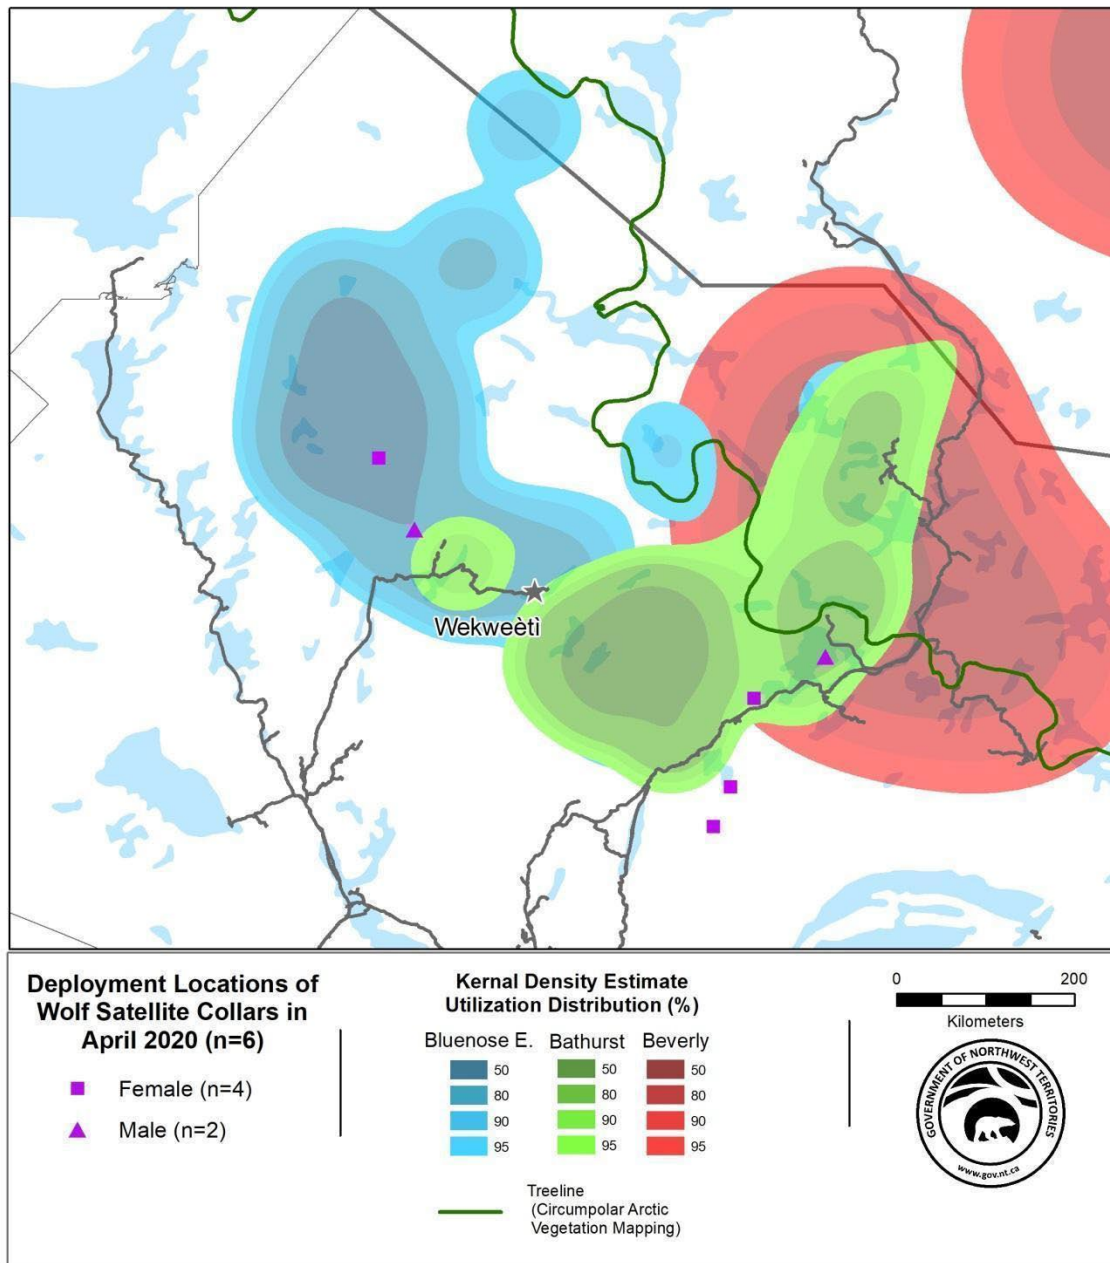 Wekweètì
Deployment Locations of
Wolf Satellite Collars in
April 2020 (n=6)
Female (n=4)
Male (n=2)
Kernal Density Estimate
Utilization Distribution (%)
Bluenose E. Bathurst Beverly
50 50 50
80 80 80
90 90 90
95 95 95
Treeline
(Circumpolar Arctic
Vegetation Mapping)
0 200
Kilometers
GOVERNMENT OF NORTHWEST TERRITORIES
www.gov.nt.ca